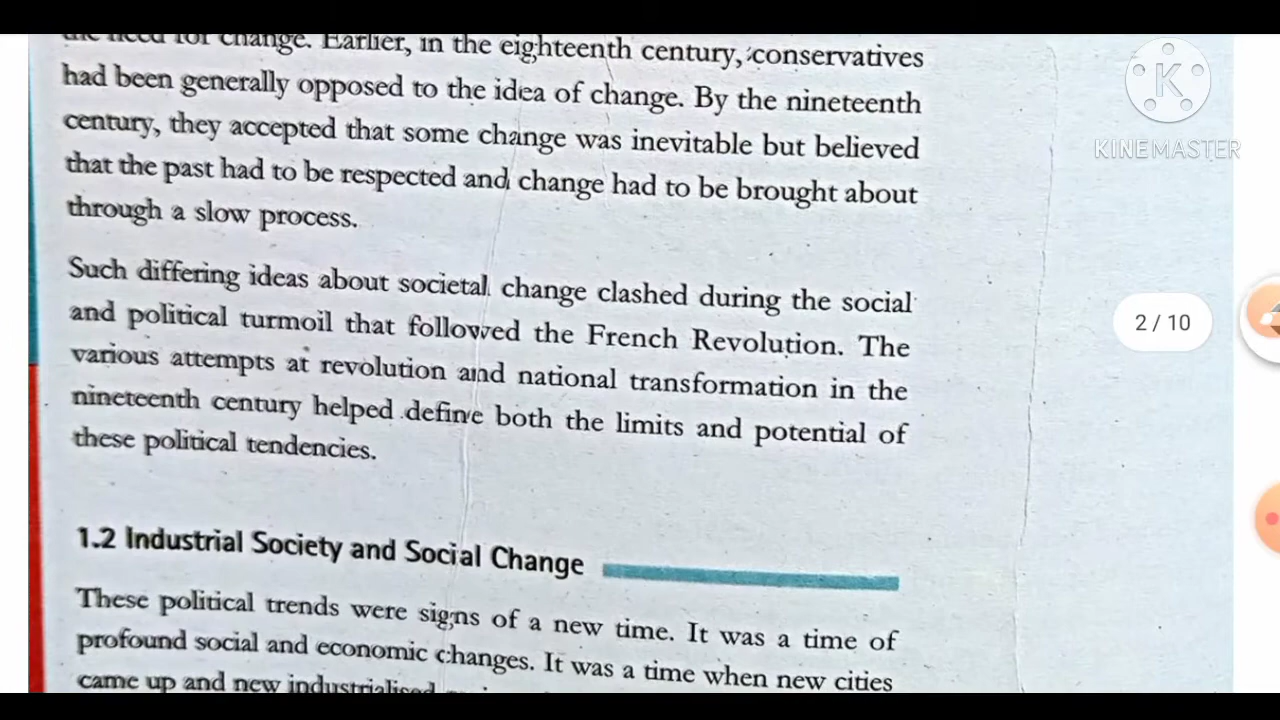 the need for change. Earlier, in the eighteenth century, conservatives
had been generally opposed to the idea of change. By the nineteenth
century, they accepted that some change was inevitable but believed
that the past had to be respected and change had to be brought about
through a slow process.
Such differing ideas about societal change clashed during the social
and political turmoil that followed the French Revolution. The
various attempts at revolution and national transformation in the
nineteenth century helped define both the limits and potential of
these political tendencies.
1.2 Industrial Society and Social Change
These political trends were signs of a new time. It was a time of
profound social and economic changes. It was a time when new cities
came up and new industrialised
K
KINEMASTER
2 / 10